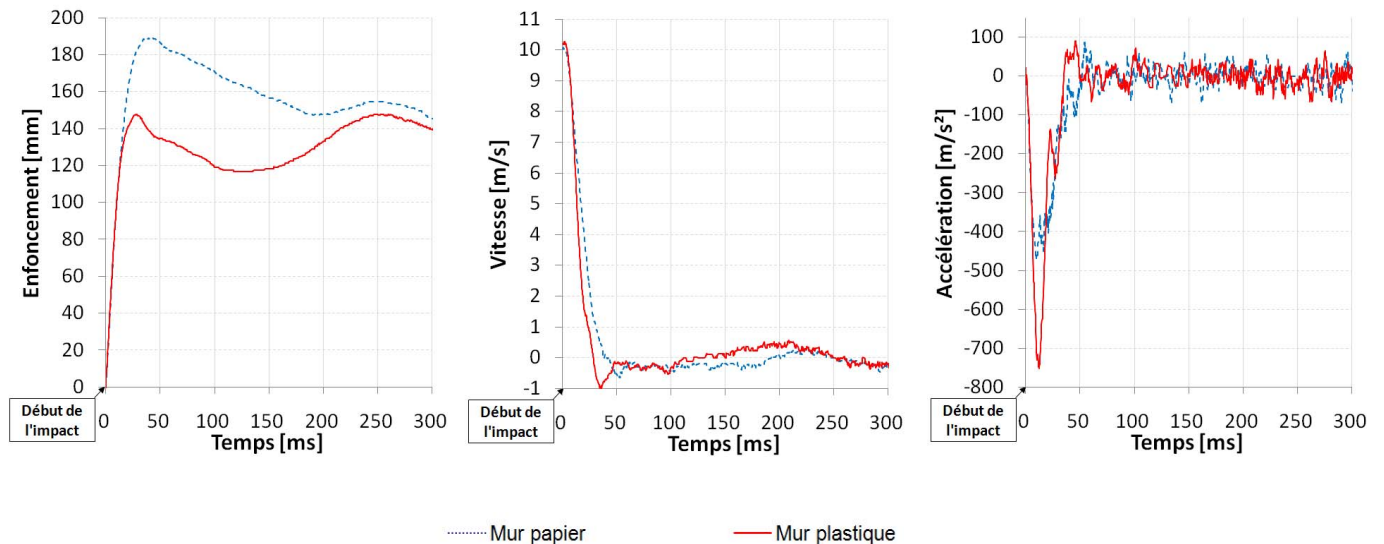 Enfoncement [mm]
200
180
160
140
120
100
80
60
40
20
0
0 50 100 150 200 250 300
Temps [ms]
Début de
l'impact
Vitesse [m/s]
11
10
9
8
7
6
5
4
3
2
1
0
-1
0 50 100 150 200 250 300
Temps [ms]
Début de
l'impact
Accélération [m/s²]
100
0
-100
-200
-300
-400
-500
-600
-700
-800
0 50 100 150 200 250 300
Temps [ms]
Début de
l'impact
Mur papier
Mur plastique